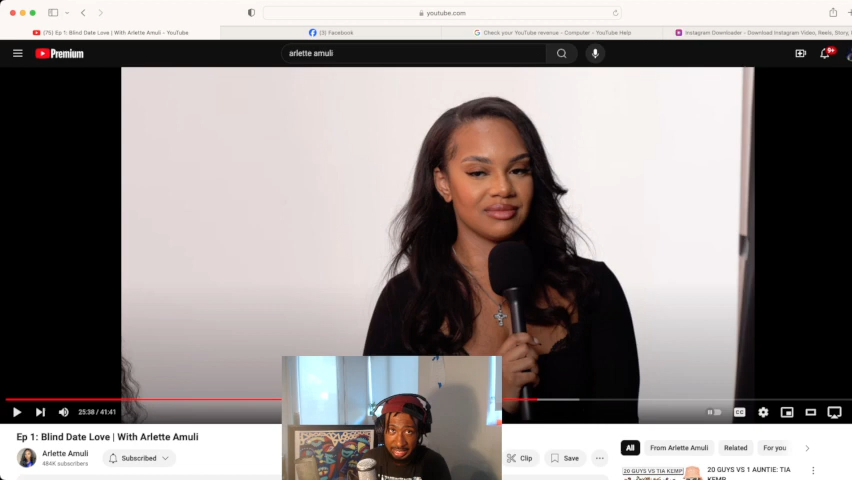 youtube.com
(75) Ep 1: Blind Date Love | With Arlette Amuli - YouTube
(3) Facebook
Check your YouTube revenue - Computer - YouTube Help
Instagram Downloader - Download Instagram Video, Reels, Story,
Premium
arlette amuli
9+
25:38 / 41:41
CC
Ep 1: Blind Date Love | With Arlette Amuli
Arlette Amuli
484K subscribers
Subscribed
Clip
Save
All
From Arlette Amuli
Related
For you
20 GUYS VS TIA KEMP
20 GUYS VS 1 AUNTIE: TIA
KEMP